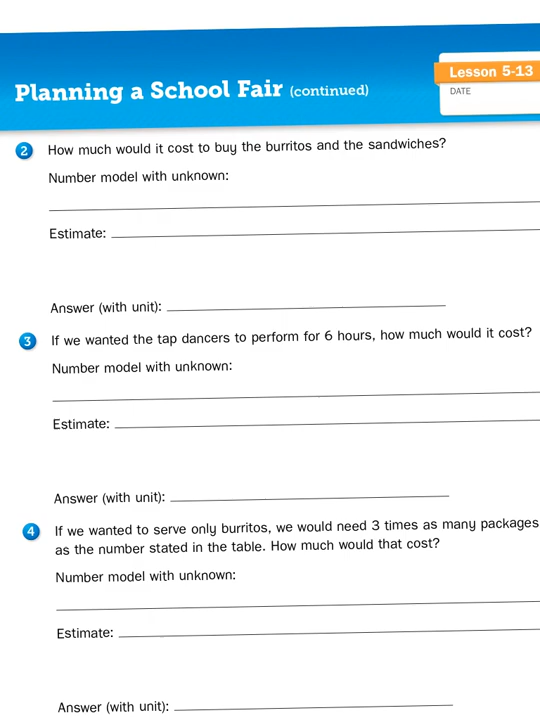 Planning a School Fair (continued)
Lesson 5-13
DATE
2 How much would it cost to buy the burritos and the sandwiches?
Number model with unknown:
Estimate:
Answer (with unit):
3 If we wanted the tap dancers to perform for 6 hours, how much would it cost?
Number model with unknown:
Estimate:
Answer (with unit):
4 If we wanted to serve only burritos, we would need 3 times as many packages
as the number stated in the table. How much would that cost?
Number model with unknown:
Estimate:
Answer (with unit):